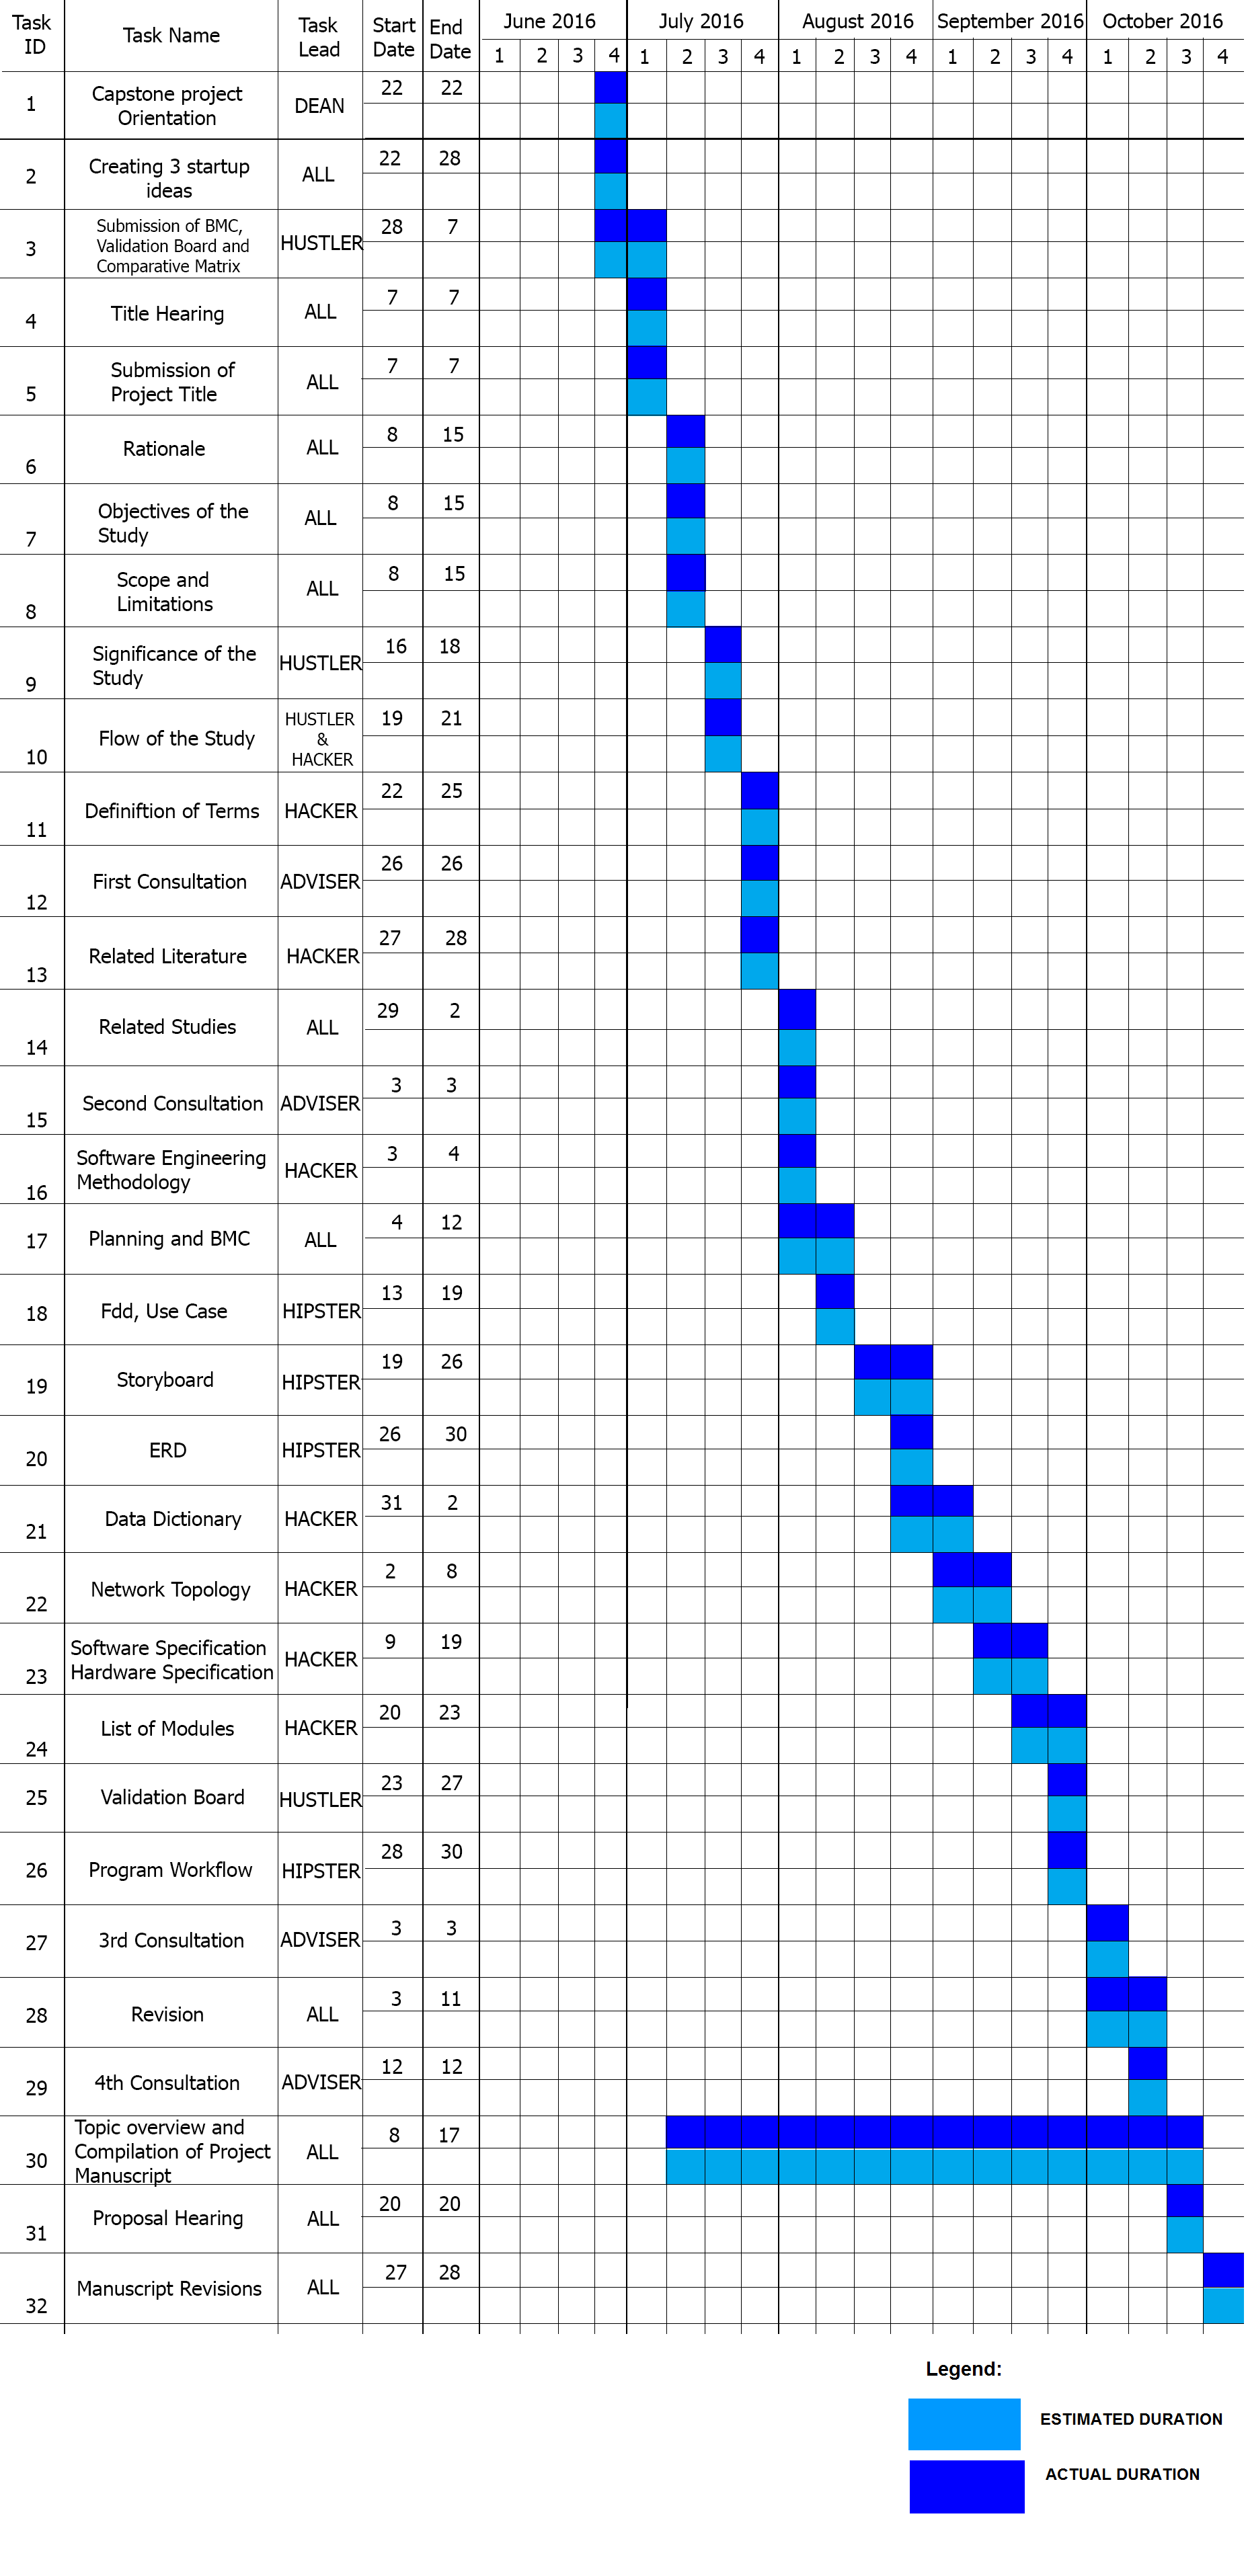 Task ID Task Name Task Lead Start Date End Date June 2016 July 2016 August 2016 September 2016 October 2016
1 2 3 4 1 2 3 4 1 2 3 4 1 2 3 4 1 2 3 4
1 Capstone project Orientation DEAN 22 22
2 Creating 3 startup ideas ALL 22 28
3 Submission of BMC, Validation Board and Comparative Matrix HUSTLER 28 7
4 Title Hearing ALL 7 7
5 Submission of Project Title ALL 7 7
6 Rationale ALL 8 15
7 Objectives of the Study ALL 8 15
8 Scope and Limitations ALL 8 15
9 Significance of the Study HUSTLER 16 18
10 Flow of the Study HUSTLER & HACKER 19 21
11 Definiftion of Terms HACKER 22 25
12 First Consultation ADVISER 26 26
13 Related Literature HACKER 27 28
14 Related Studies ALL 29 2
15 Second Consultation ADVISER 3 3
16 Software Engineering Methodology HACKER 3 4
17 Planning and BMC ALL 4 12
18 Fdd, Use Case HIPSTER 13 19
19 Storyboard HIPSTER 19 26
20 ERD HIPSTER 26 30
21 Data Dictionary HACKER 31 2
22 Network Topology HACKER 2 8
23 Software Specification Hardware Specification HACKER 9 19
24 List of Modules HACKER 20 23
25 Validation Board HUSTLER 23 27
26 Program Workflow HIPSTER 28 30
27 3rd Consultation ADVISER 3 3
28 Revision ALL 3 11
29 4th Consultation ADVISER 12 12
30 Topic overview and Compilation of Project Manuscript ALL 8 17
31 Proposal Hearing ALL 20 20
32 Manuscript Revisions ALL 27 28
Legend:
ESTIMATED DURATION
ACTUAL DURATION